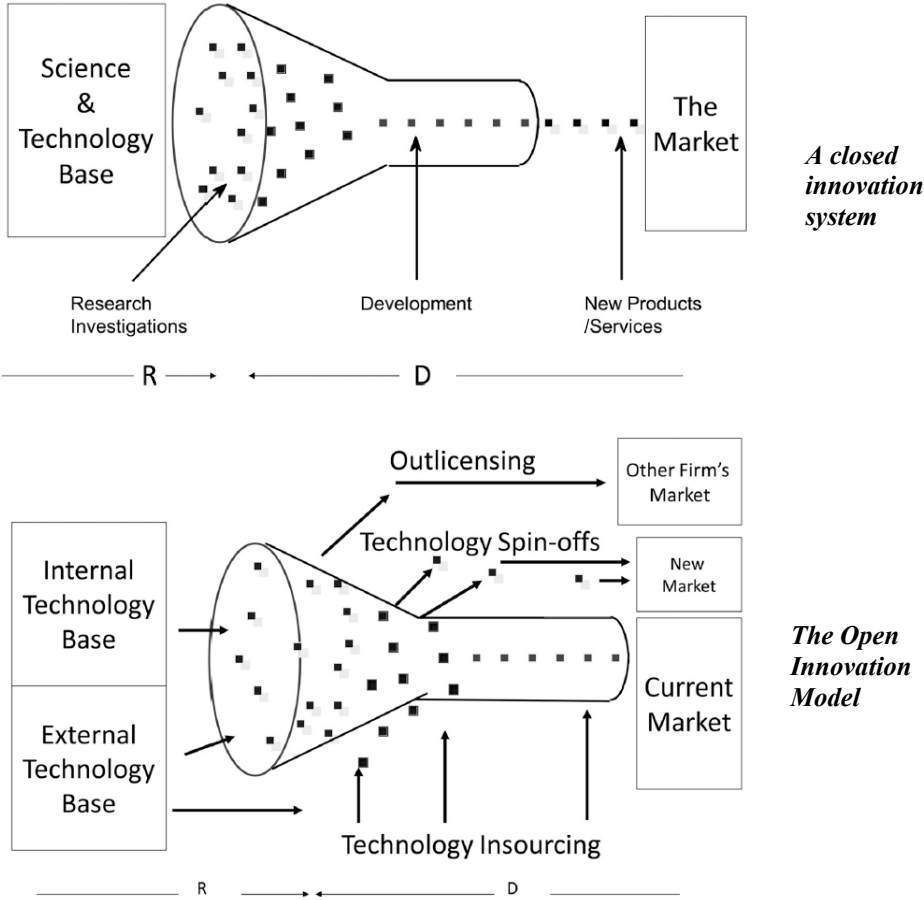 Science
&
Technology
Base
The
Market
A closed
innovation
system
Research
Investigations
Development
New Products
/Services
R
D
Outlicensing
Other Firm's
Market
Technology Spin-offs
New
Market
Internal
Technology
Base
External
Technology
Base
Current
Market
The Open
Innovation
Model
Technology Insourcing
R
D